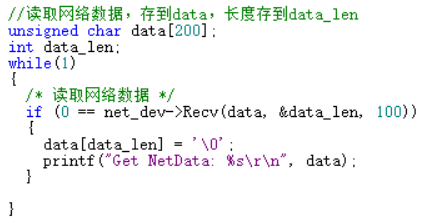 //读取网络数据，存到data，长度存到data_len
unsigned char data[200];
int data_len;
while(1)
{
  /* 读取网络数据 */
  if (0 == net_dev->Recv(data, &data_len, 100))
  {
    data[data_len] = '\0';
    printf("Get NetData: %s\r\n", data);
  }
}